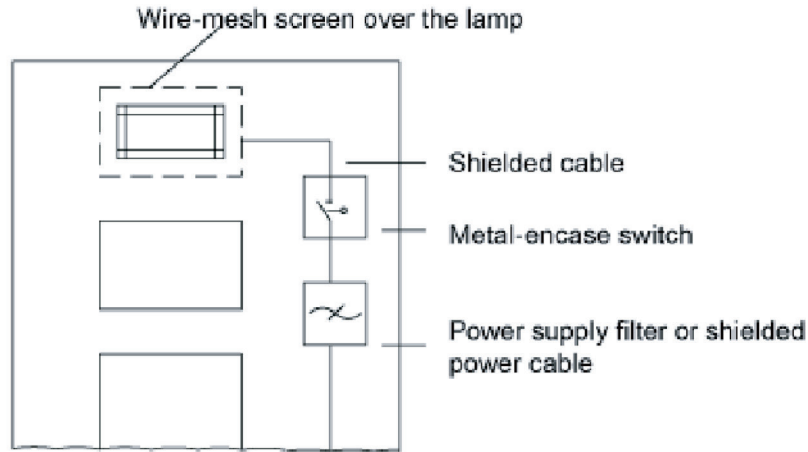 Wire-mesh screen over the lamp
Shielded cable
Metal-encase switch
Power supply filter or shielded
power cable